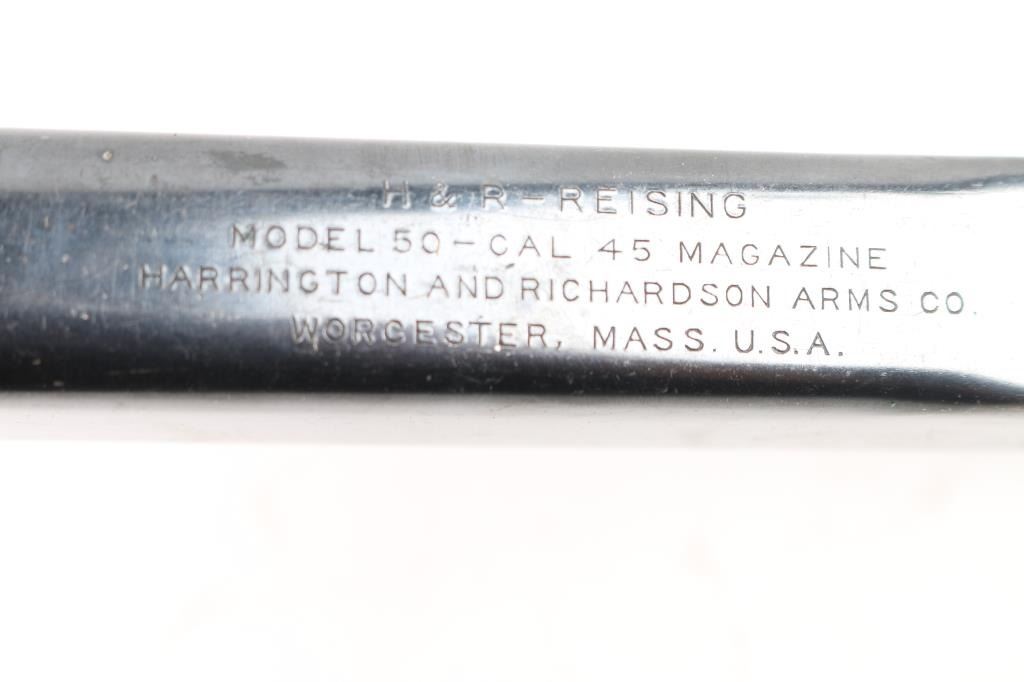 H & R - REISING
MODEL 50 - CAL 45 MAGAZINE
HARRINGTON AND RICHARDSON ARMS CO.
WORCESTER, MASS. U.S.A.